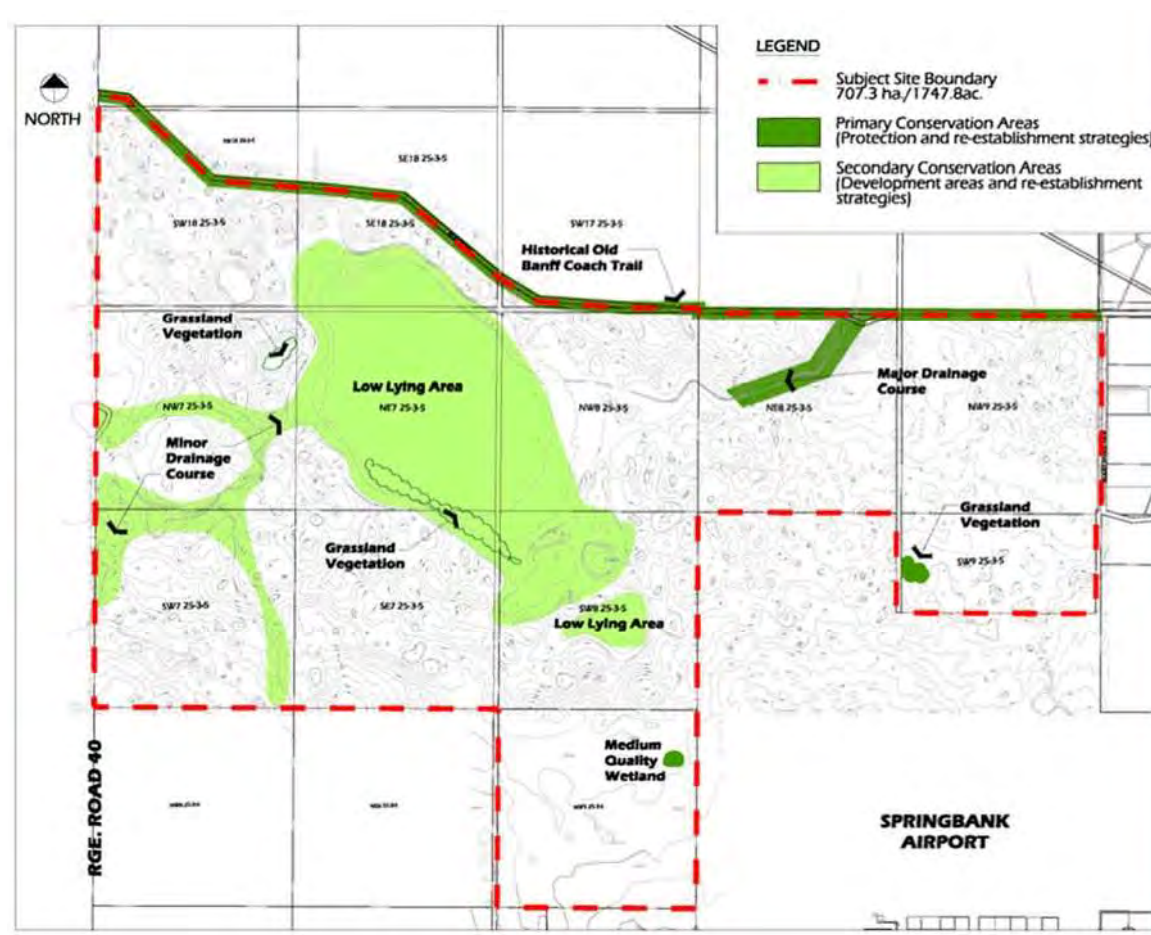 NORTH
LEGEND
Subject Site Boundary
707.3 ha./1747.8ac.
Primary Conservation Areas
(Protection and re-establishment strategies)
Secondary Conservation Areas
(Development areas and re-establishment
strategies)
SE18 25-3-5
SW18 25-3-5
SE18 25-3-5
SW17 25-3-5
Historical Old
Banff Coach Trail
Grassland
Vegetation
Low Lying Area
NW7 25-3-5
NE7 25-3-5
NW8 25-3-5
Major Drainage
Course
NE8 25-3-5
NW9 25-3-5
Minor
Drainage
Course
Grassland
Vegetation
Grassland
Vegetation
SW9 25-3-5
SW7 25-3-5
SE7 25-3-5
SW8 25-3-5
Low Lying Area
Medium
Quality
Wetland
RGE. ROAD 40
SPRINGBANK
AIRPORT